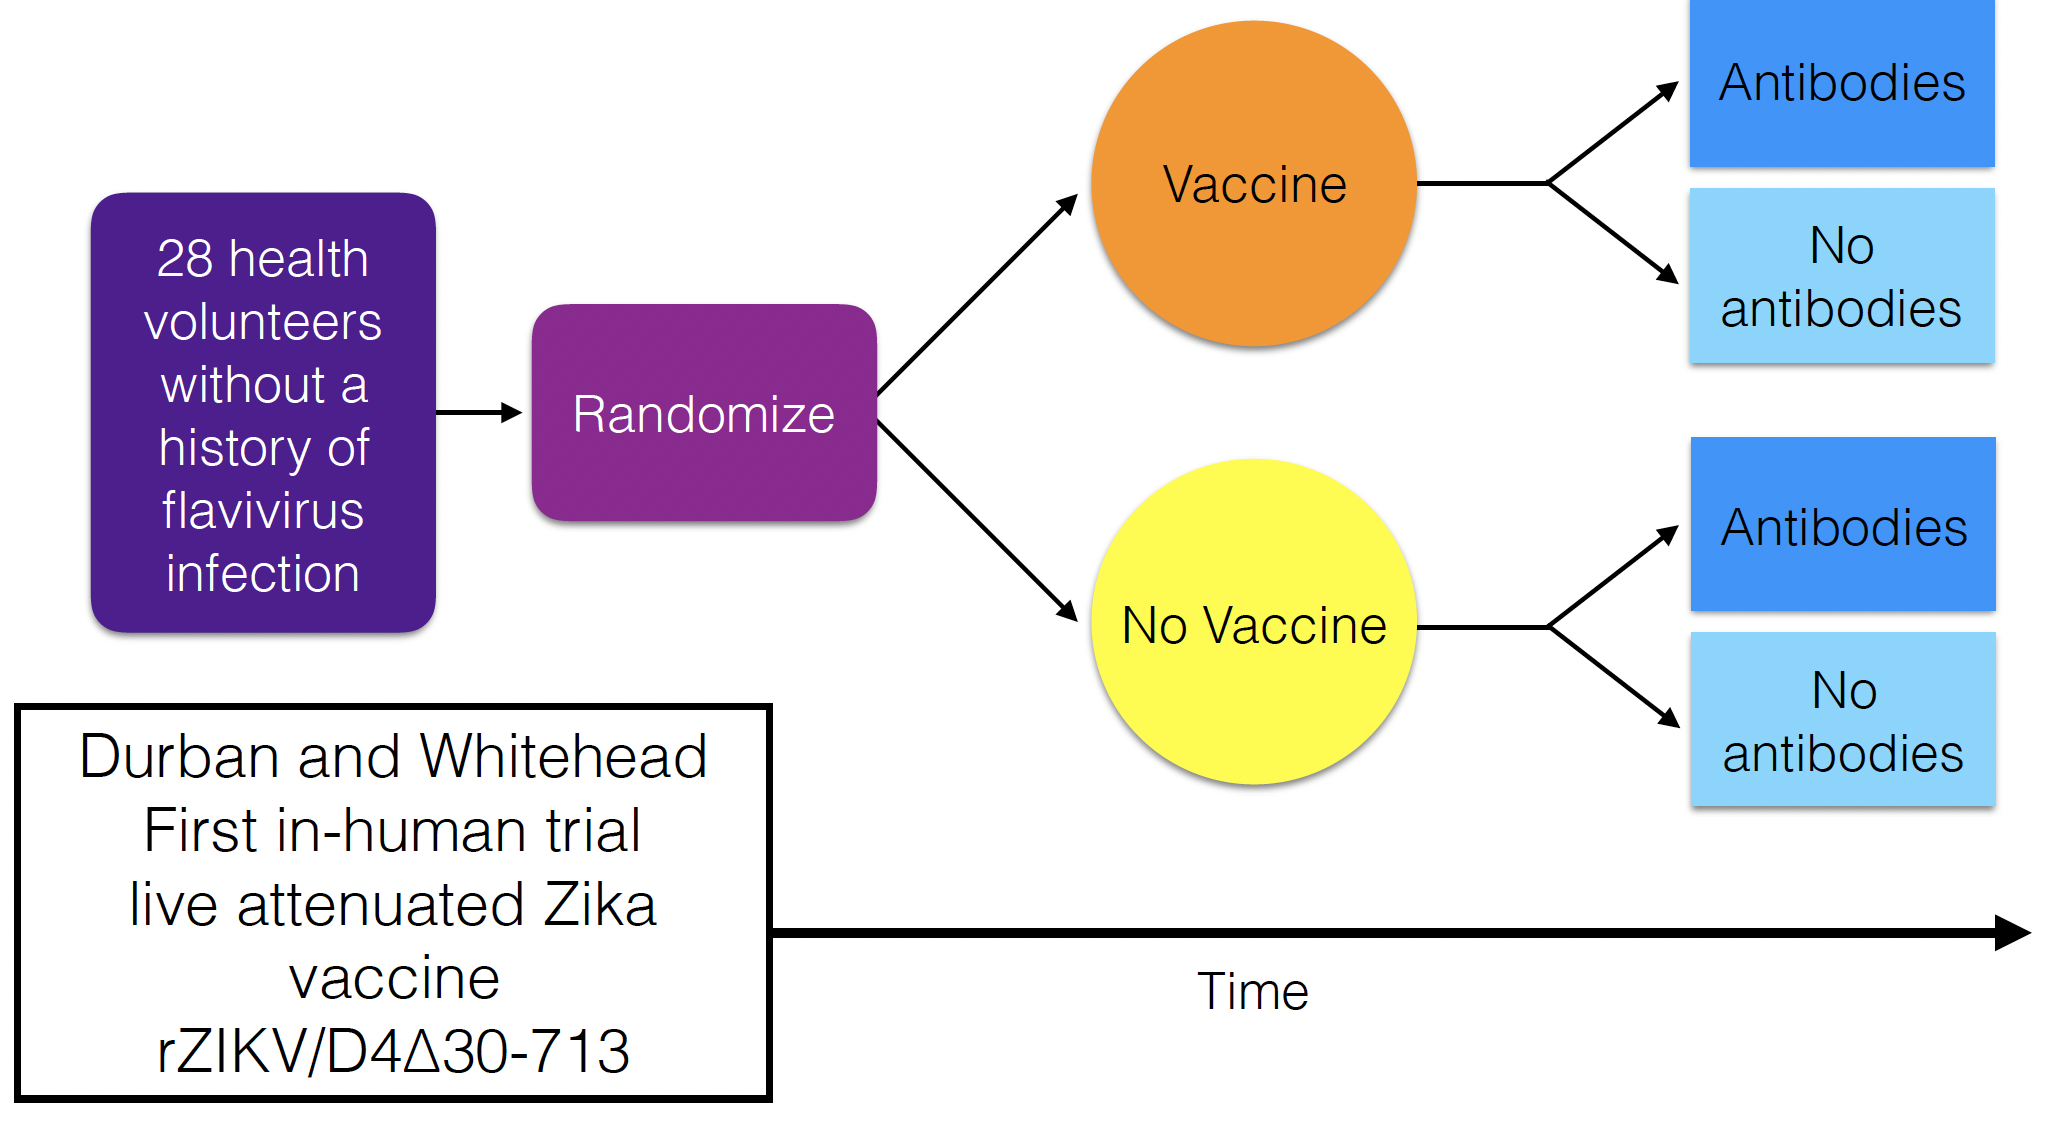 28 health
volunteers
without a
history of
flavivirus
infection
Randomize
Vaccine
No Vaccine
Antibodies
No
antibodies
Antibodies
No
antibodies
Durban and Whitehead
First in-human trial
live attenuated Zika
vaccine
rZIKV/D4Δ30-713
Time